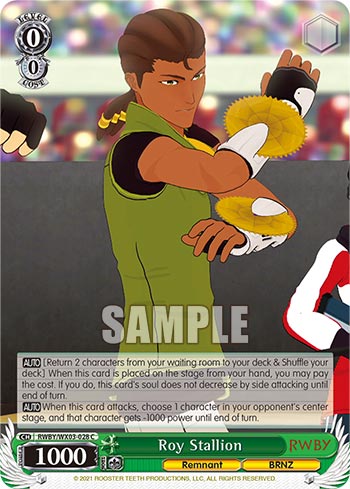 LEVEL
0
0
COST
SAMPLE
AUTO [Return 2 characters from your waiting room to your deck & Shuffle your
deck] When this card is placed on the stage from your hand, you may pay
the cost. If you do, this card's soul does not decrease by side attacking until
end of turn.
AUTO When this card attacks, choose 1 character in your opponent's center
stage, and that character gets -1000 power until end of turn.
RWBY/WX03-028 C
1000
Roy Stallion
RWBY
Remnant
BRNZ
©2021 ROOSTER TEETH PRODUCTIONS, LLC, ALL RIGHTS RESERVED.